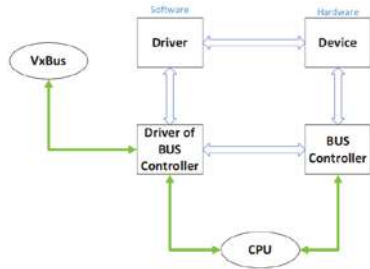 Software
Hardware
Driver
Device
VxBus
Driver of
BUS
Controller
BUS
Controller
CPU